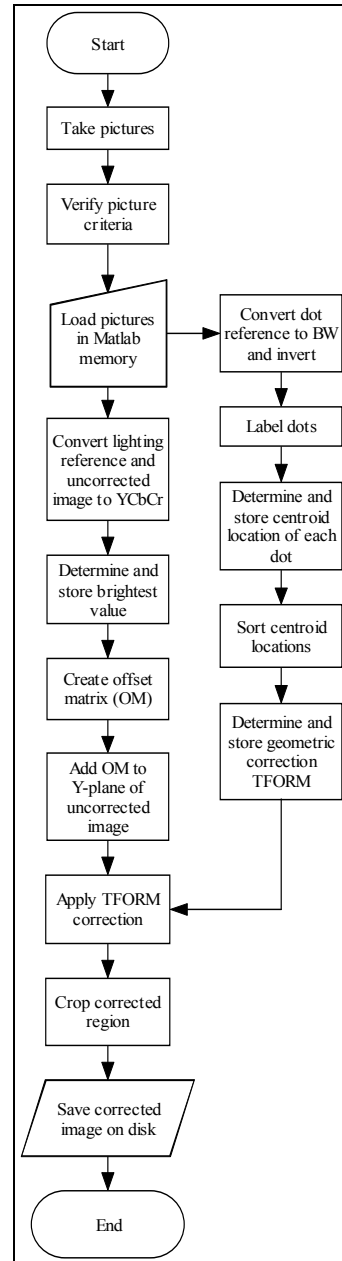 Start
Take pictures
Verify picture
criteria
Load pictures
in Matlab
memory
Convert lighting
reference and
uncorrected
image to YCbCr
Determine and
store brightest
value
Create offset
matrix (OM)
Add OM to
Y-plane of
uncorrected
image
Convert dot
reference to BW
and invert
Label dots
Determine and
store centroid
location of each
dot
Sort centroid
locations
Determine and
store geometric
correction
TFORM
Apply TFORM
correction
Crop corrected
region
Save corrected
image on disk
End